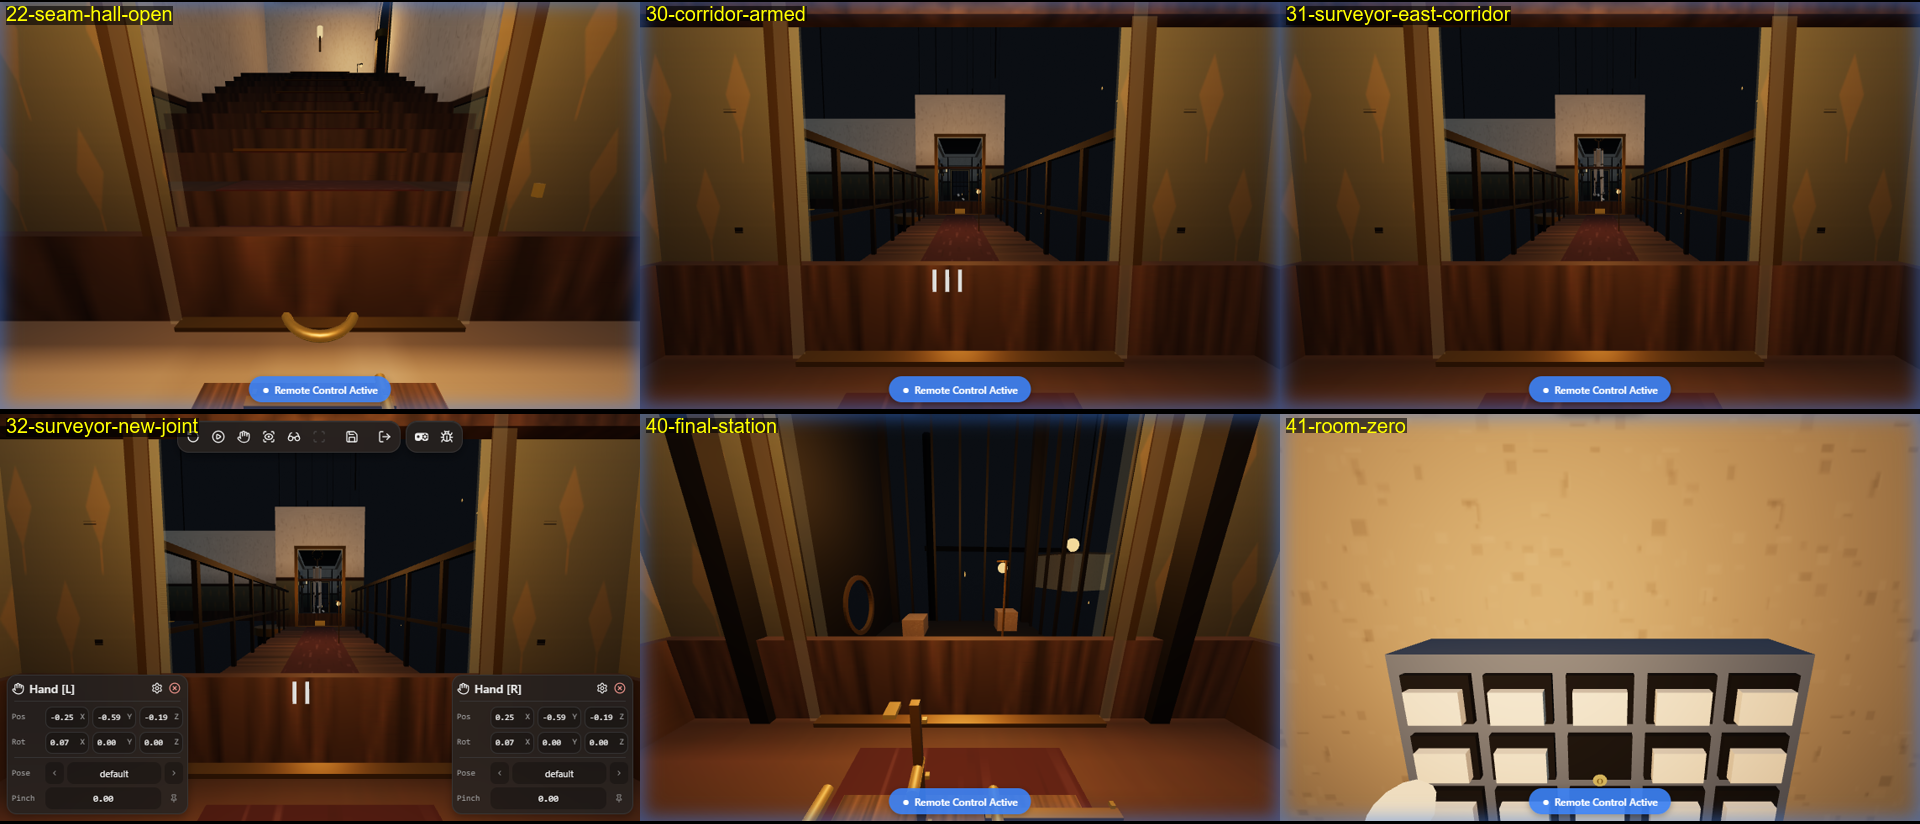 22-seam-hall-open
Remote Control Active
30-corridor-armed
Remote Control Active
31-surveyor-east-corridor
Remote Control Active
32-surveyor-new-joint
Hand [L]
Pos -0.25 X -0.59 Y -0.19 Z
Rot 0.07 X 0.00 Y 0.00 Z
Pose < default >
Pinch 0.00
Hand [R]
Pos 0.25 X -0.59 Y -0.19 Z
Rot 0.07 X 0.00 Y 0.00 Z
Pose < default >
Pinch 0.00
40-final-station
Remote Control Active
41-room-zero
Remote Control Active